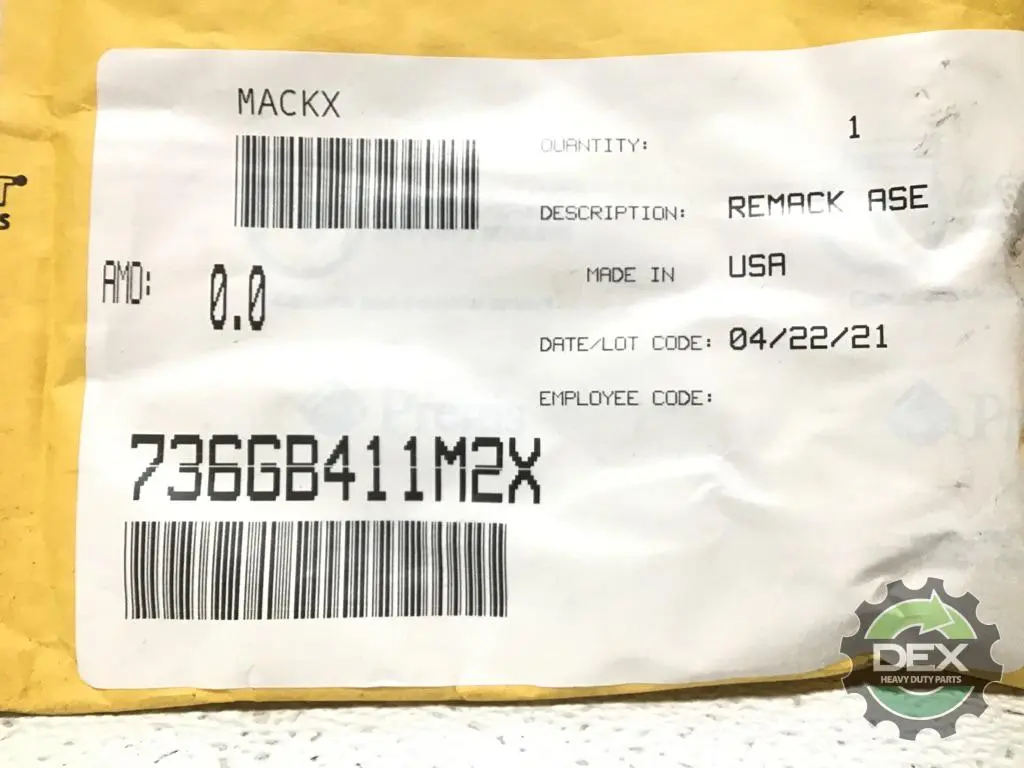 MACKX
QUANTITY: 1
DESCRIPTION: REMACK ASE
MADE IN USA
AMD: 0.0
DATE/LOT CODE: 04/22/21
EMPLOYEE CODE:
736GB411M2X
DEX
HEAVY DUTY PARTS